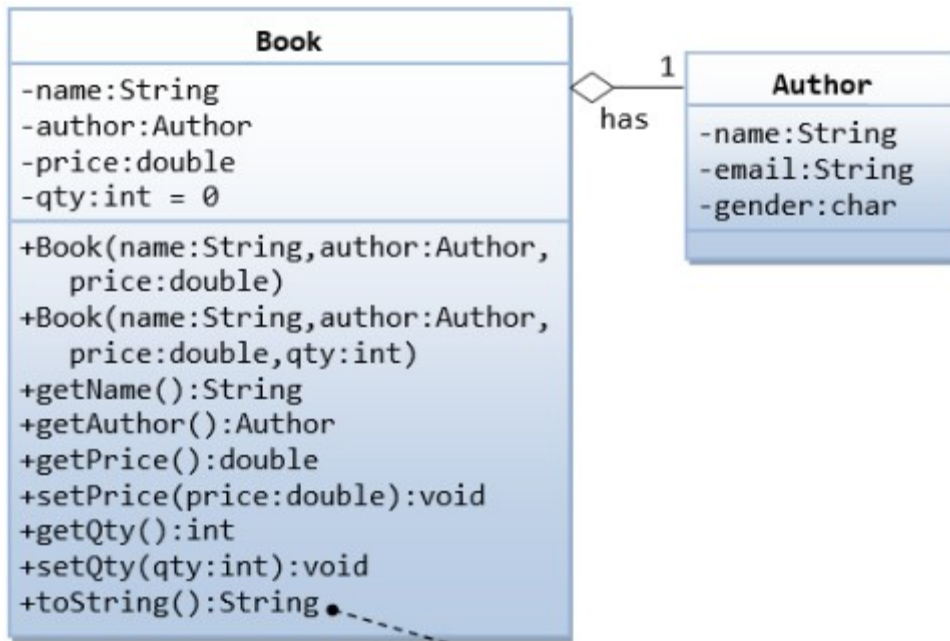 Book
-name:String
-author:Author
-price:double
-qty:int = 0
+Book(name:String,author:Author,
price:double)
+Book(name:String,author:Author,
price:double,qty:int)
+getName():String
+getAuthor():Author
+getPrice():double
+setPrice(price:double):void
+getQty():int
+setQty(qty:int):void
+toString():String
1
has
Author
-name:String
-email:String
-gender:char